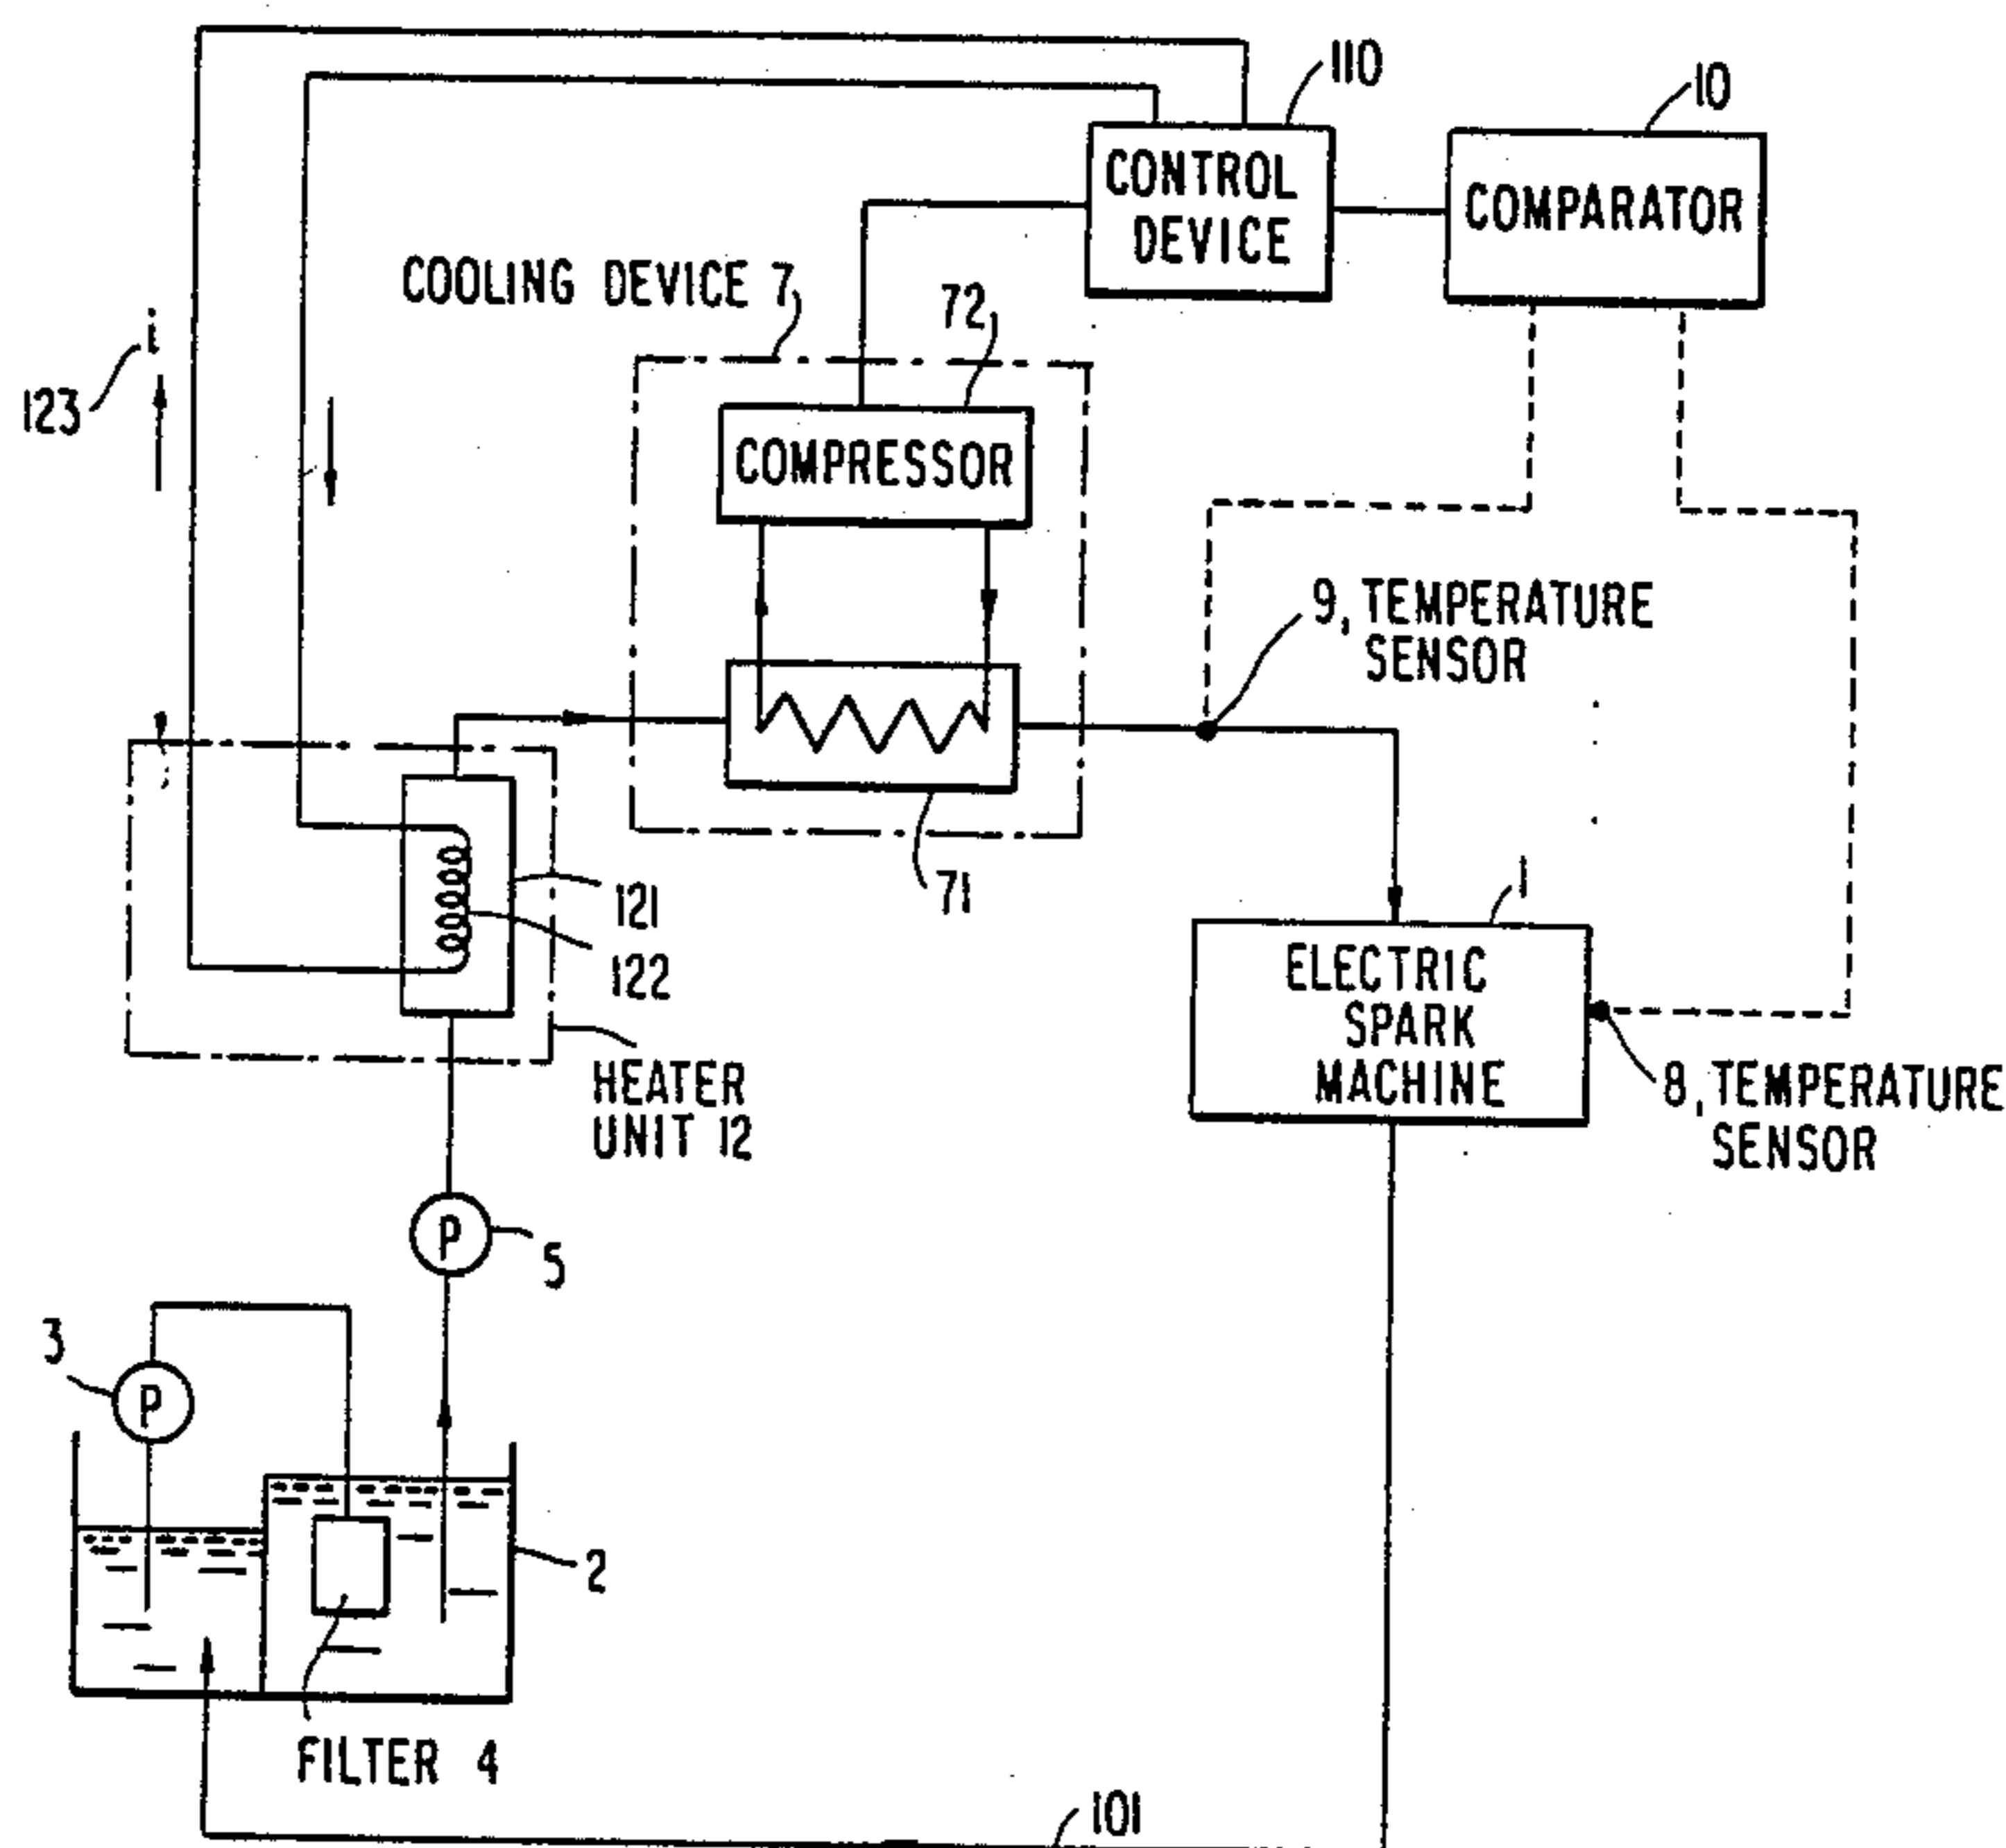 110
10
CONTROL
DEVICE
COMPARATOR
COOLING DEVICE 7
72
i
123
COMPRESSOR
9, TEMPERATURE
SENSOR
71
1
121
122
ELECTRIC
SPARK
MACHINE
HEATER
UNIT 12
8, TEMPERATURE
SENSOR
P
5
3
P
2
FILTER 4
101